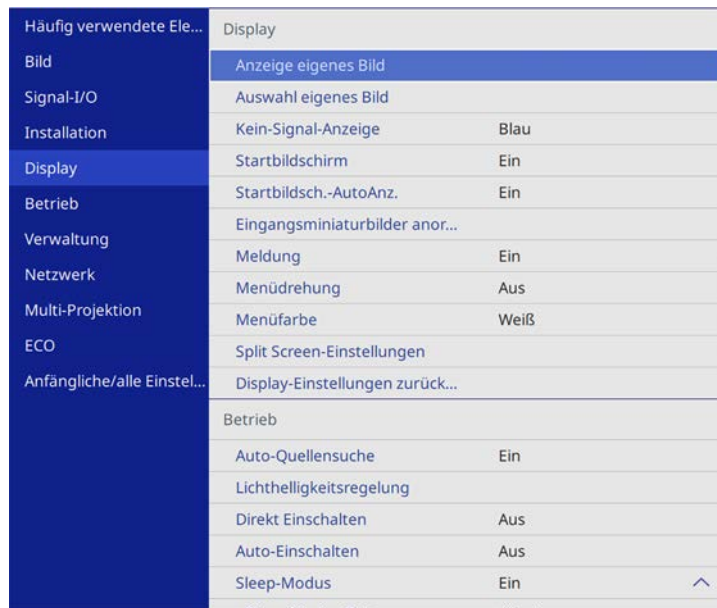 Häufig verwendete Ele...
Bild
Signal-I/O
Installation
Display
Betrieb
Verwaltung
Netzwerk
Multi-Projektion
ECO
Anfängliche/alle Einstel...
Display
Anzeige eigenes Bild
Auswahl eigenes Bild
Kein-Signal-Anzeige Blau
Startbildschirm Ein
Startbildsch.-AutoAnz. Ein
Eingangsminiaturbilder anor...
Meldung Ein
Menüdrehung Aus
Menüfarbe Weiß
Split Screen-Einstellungen
Display-Einstellungen zurück...
Betrieb
Auto-Quellensuche Ein
Lichthelligkeitsregelung
Direkt Einschalten Aus
Auto-Einschalten Aus
Sleep-Modus Ein